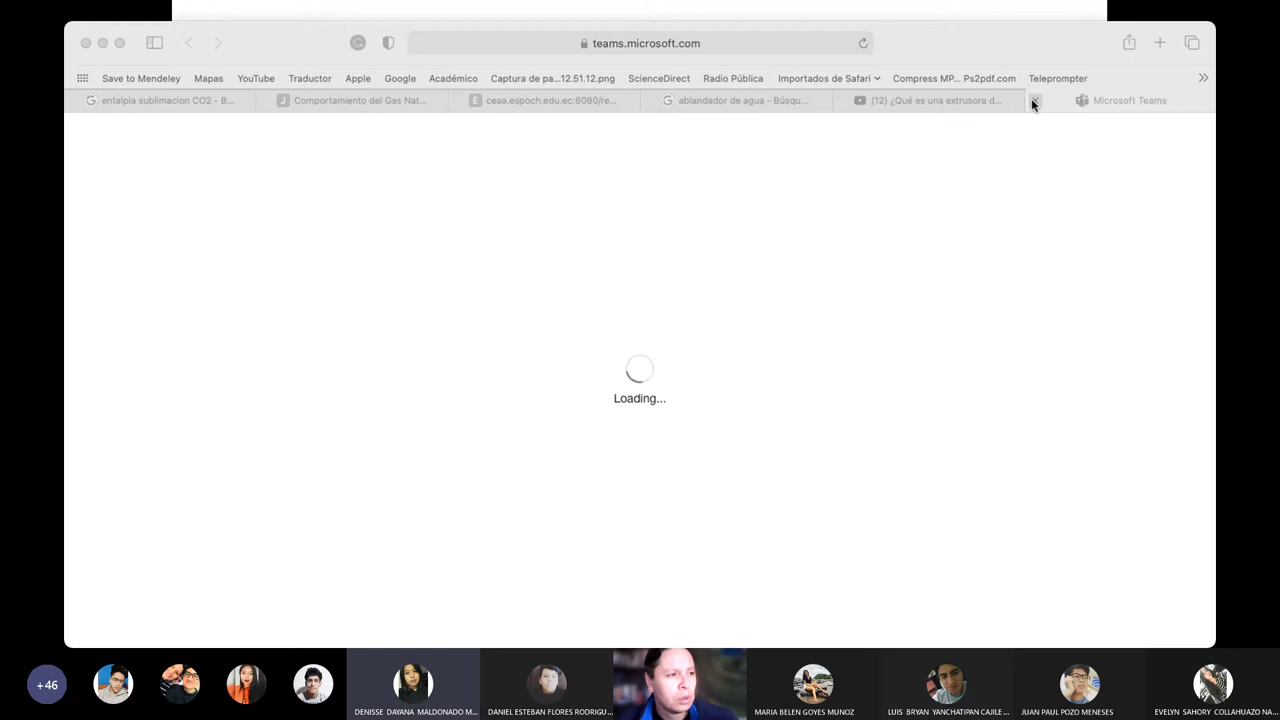 teams.microsoft.com
Save to Mendeley Mapas YouTube Traductor Apple Google Académico Captura de pa...12.51.12.png ScienceDirect Radio Pública Importados de Safari Compress MP... Ps2pdf.com Teleprompter
entalpia sublimacion CO2 - B... Comportamiento del Gas Nat... ceaa.espoch.edu.ec:8080/re... ablandador de agua - Búsqu... (12) ¿Qué es una extrusora d... Microsoft Teams
Loading...
+46
DENISSE DAYANA MALDONADO M... DANIEL ESTEBAN FLORES RODRIGU... MARIA BELEN GOYES MUNOZ LUIS BRYAN YANCHATIPAN CAJILE... JUAN PAUL POZO MENESES EVELYN SAHORY COLLAHUAZO NA...